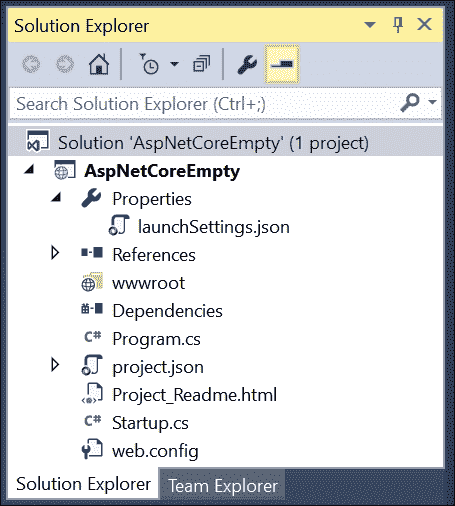 Solution Explorer
Search Solution Explorer (Ctrl+;)
Solution 'AspNetCoreEmpty' (1 project)
AspNetCoreEmpty
Properties
launchSettings.json
References
wwwroot
Dependencies
C# Program.cs
project.json
Project_Readme.html
C# Startup.cs
web.config
Solution Explorer Team Explorer